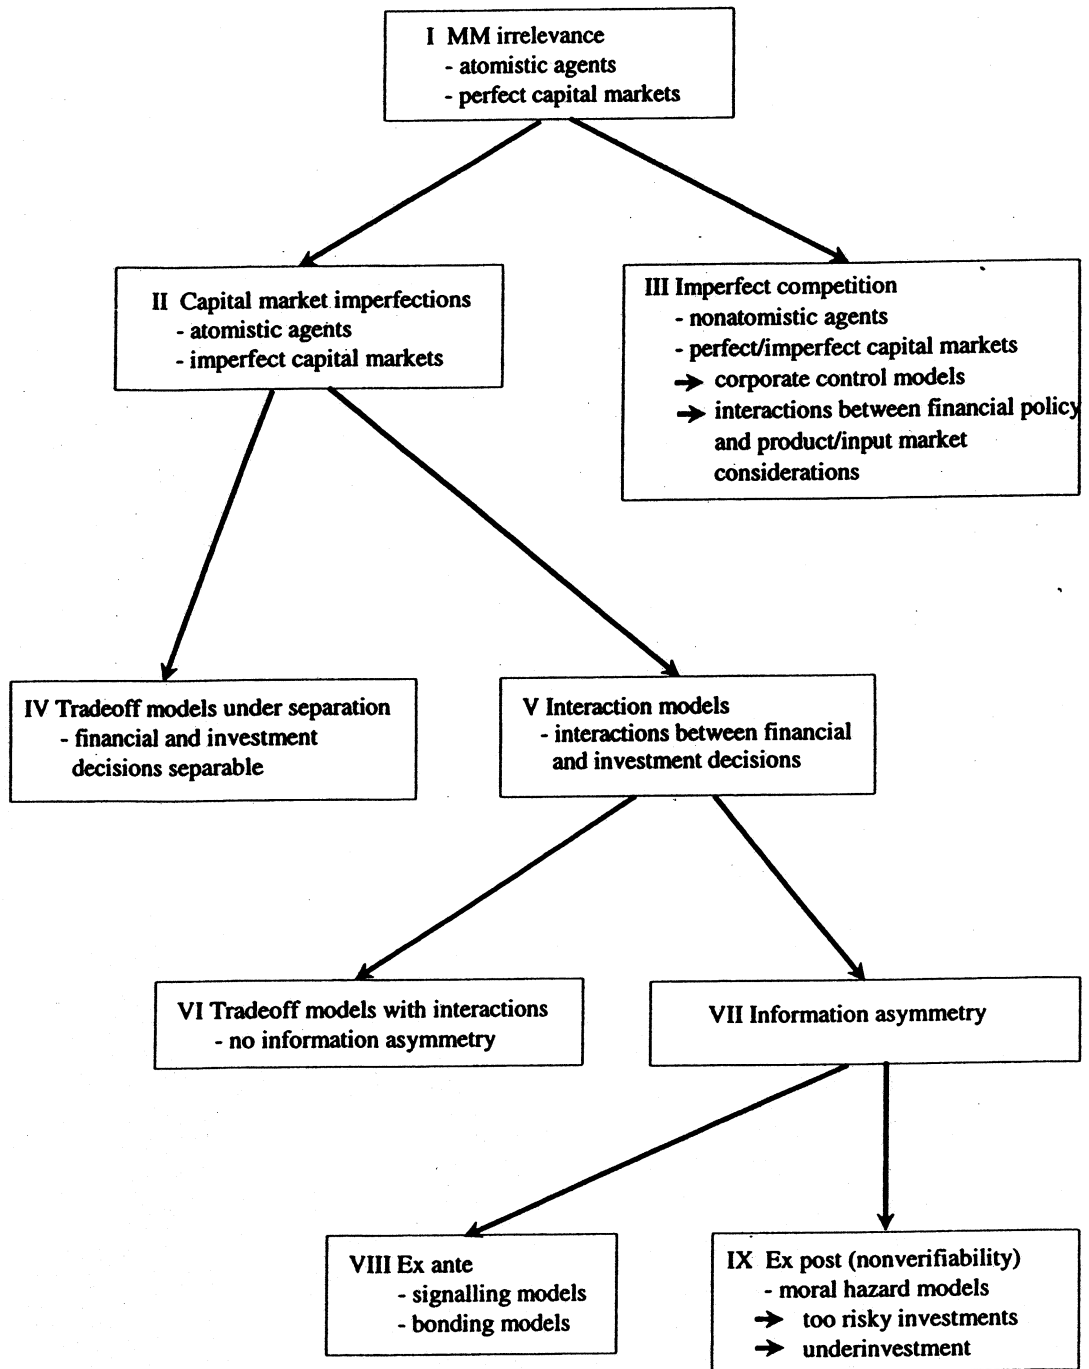 I MM irrelevance
- atomistic agents
- perfect capital markets
II Capital market imperfections
- atomistic agents
- imperfect capital markets
III Imperfect competition
- nonatomistic agents
- perfect/imperfect capital markets
→ corporate control models
→ interactions between financial policy
and product/input market
considerations
IV Tradeoff models under separation
- financial and investment
decisions separable
V Interaction models
- interactions between financial
and investment decisions
VI Tradeoff models with interactions
- no information asymmetry
VII Information asymmetry
VIII Ex ante
- signalling models
- bonding models
IX Ex post (nonverifiability)
- moral hazard models
→ too risky investments
→ underinvestment